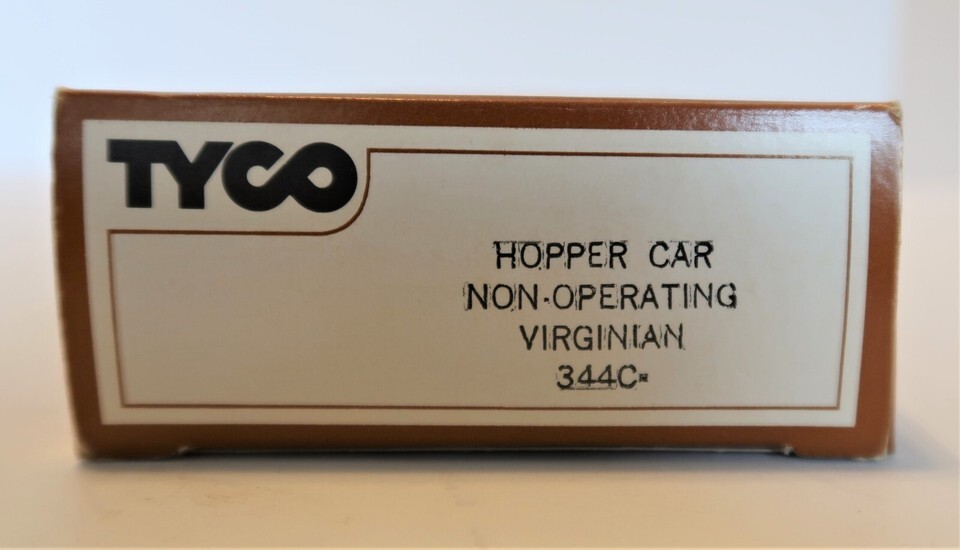 TYCO
HOPPER CAR
NON-OPERATING
VIRGINIAN
344C-